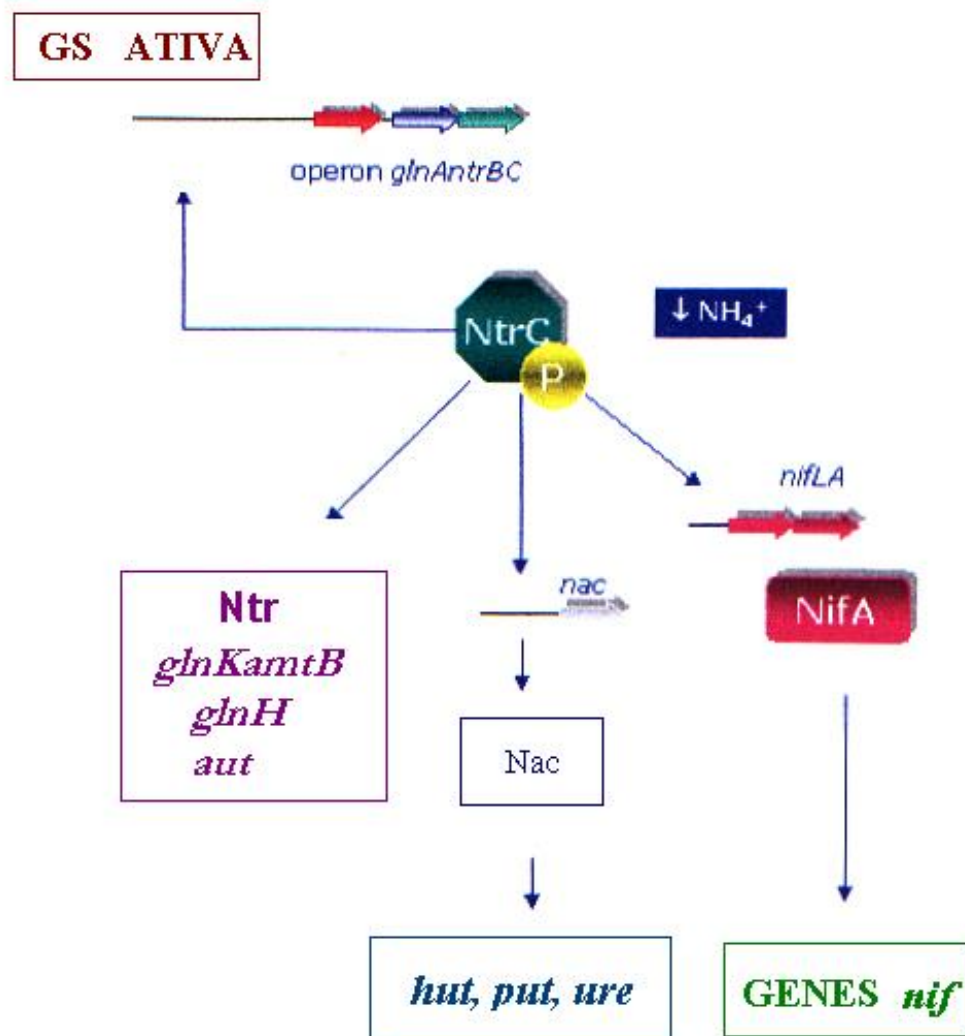 GS ATIVA
operon glnAntrBC
NtrC
P
↓ NH₄⁺
nifLA
NifA
Ntr
glnKamtB
glnH
aut
nac
Nac
hut, put, ure
GENES nif